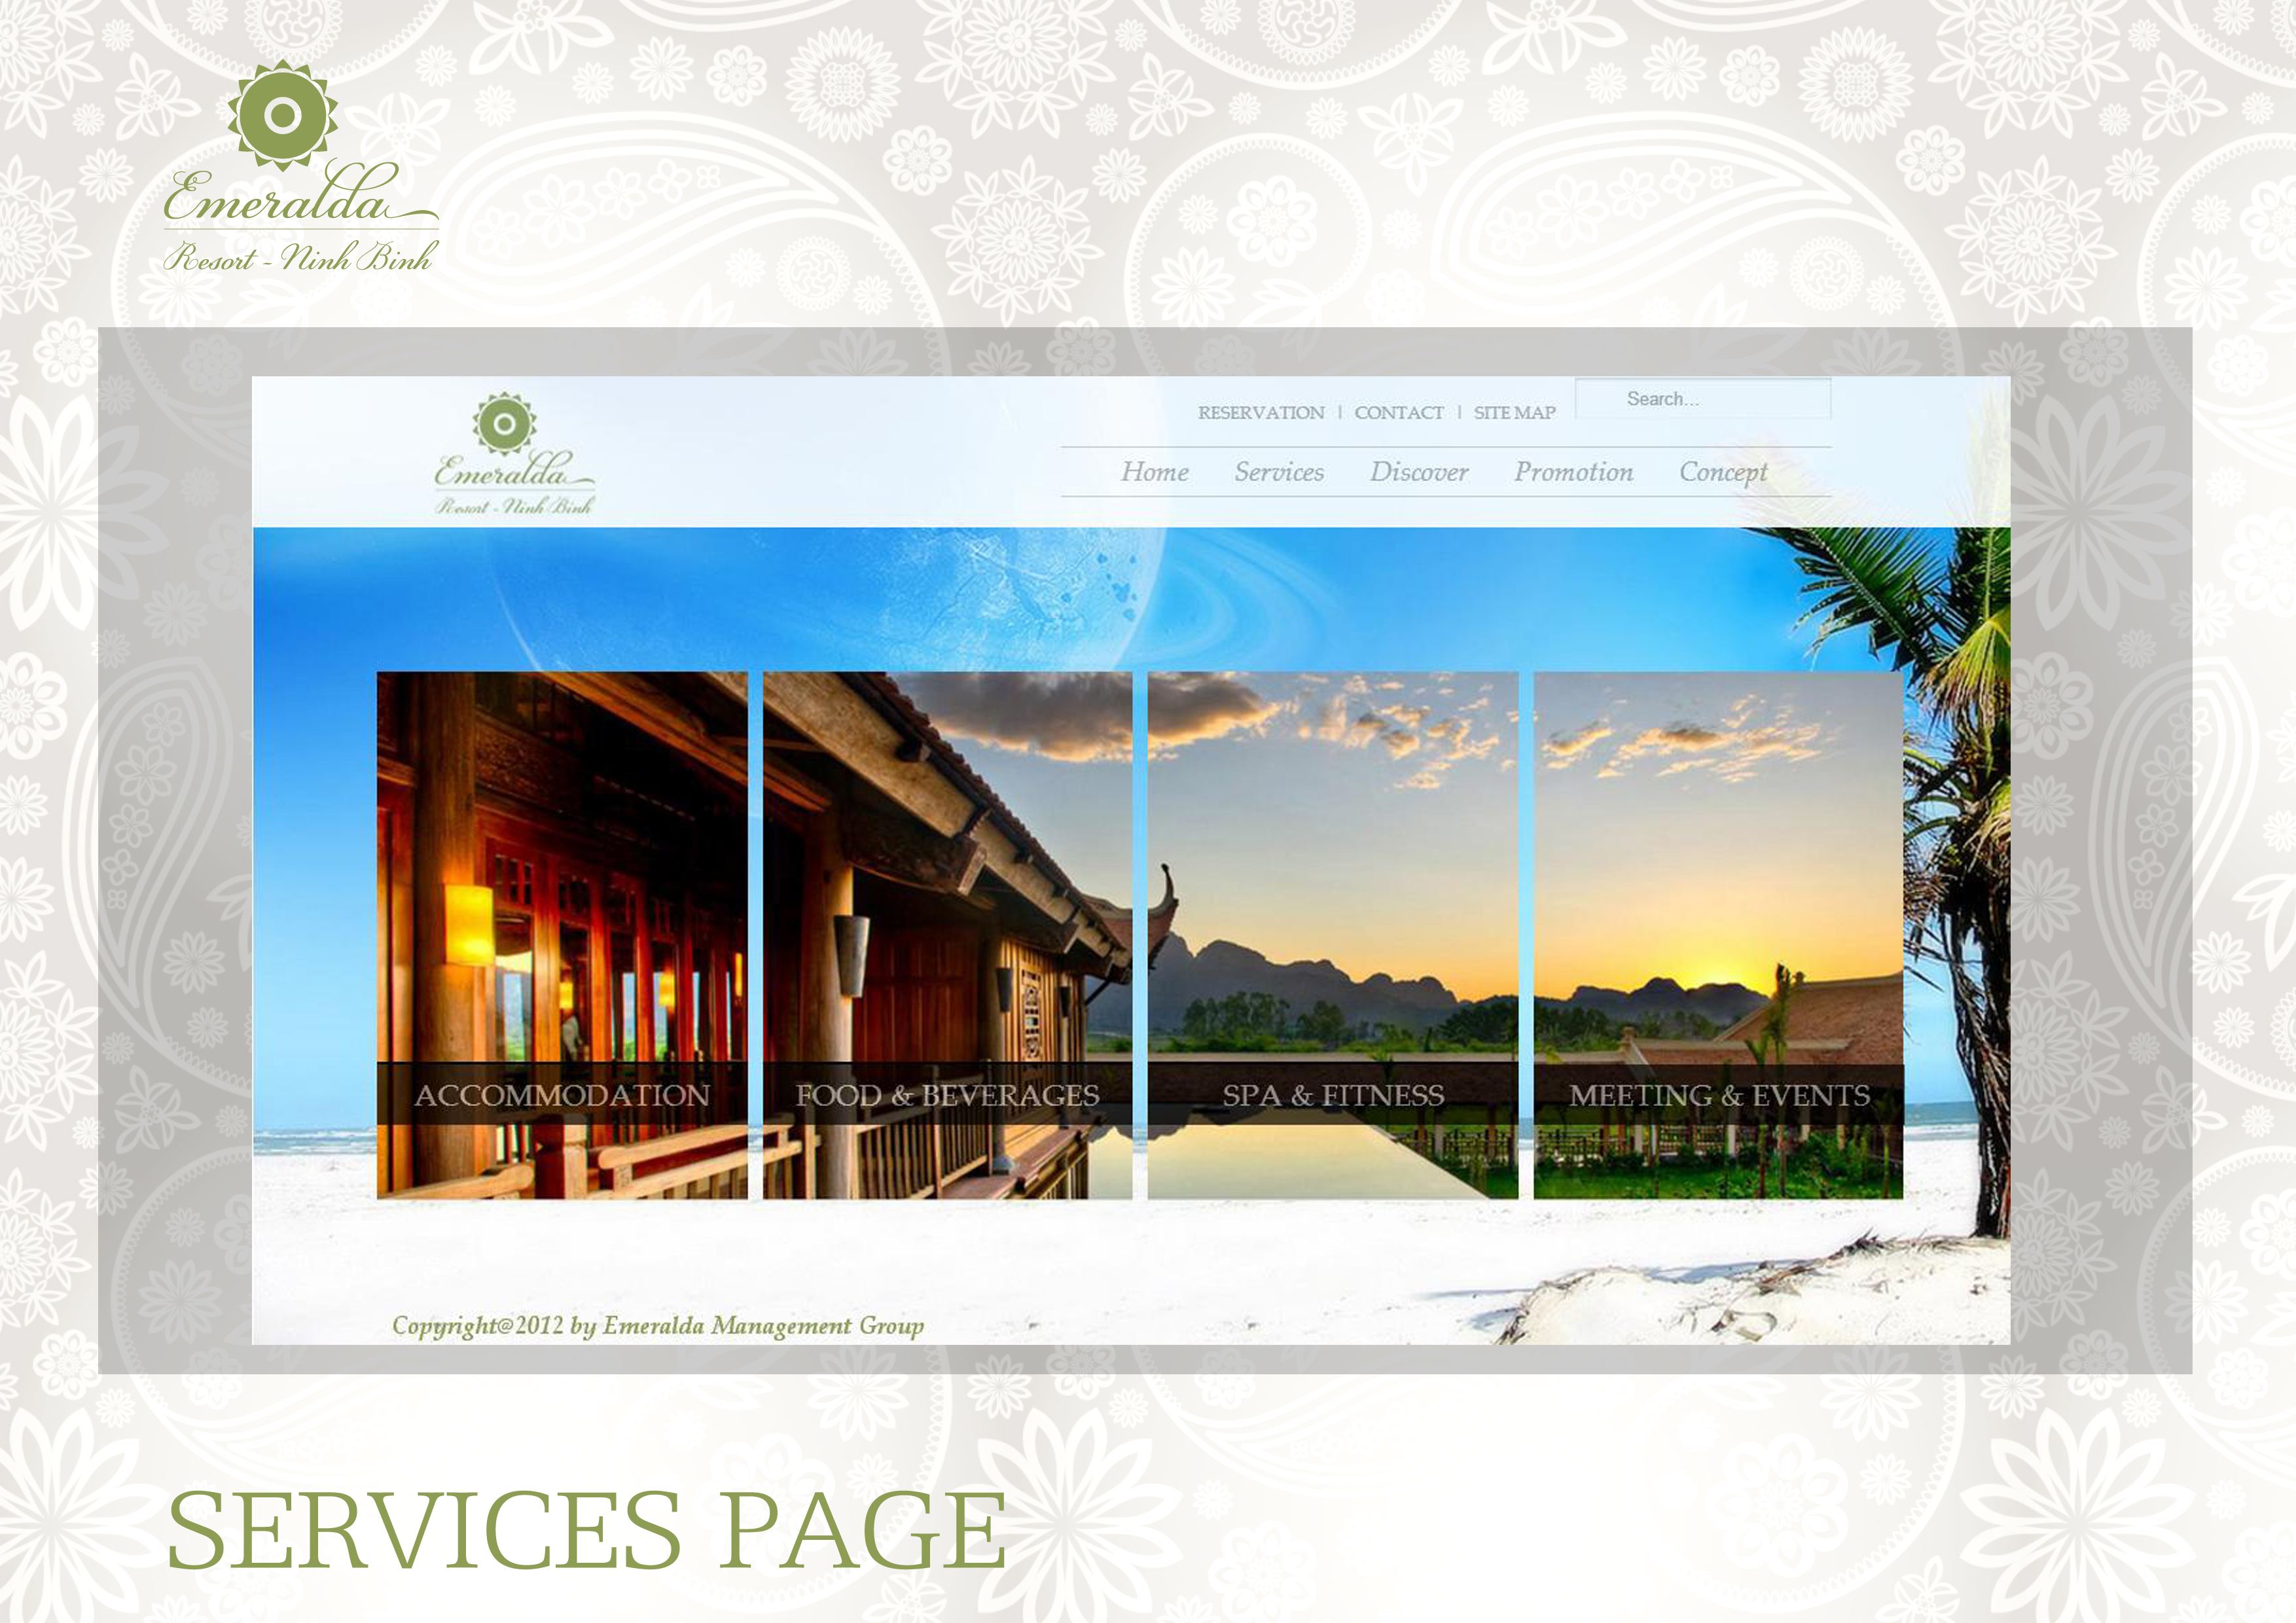 Emeralda
Resort - Ninh Binh
Emeralda
Resort - Ninh Binh
RESERVATION | CONTACT | SITE MAP
Search...
Home Services Discover Promotion Concept
ACCOMMODATION
FOOD & BEVERAGES
SPA & FITNESS
MEETING & EVENTS
Copyright@2012 by Emeralda Management Group
SERVICES PAGE